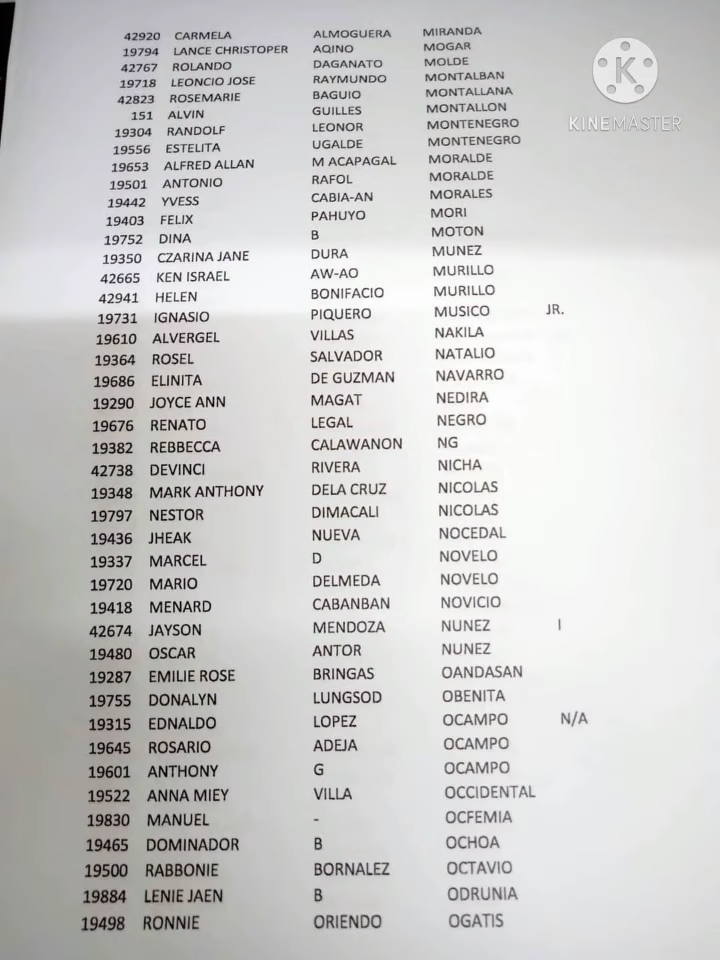 42920 CARMELA ALMOGUERA MIRANDA
19794 LANCE CHRISTOPER AQINO MOGAR
42767 ROLANDO DAGANATO MOLDE
19718 LEONCIO JOSE RAYMUNDO MONTALBAN
42823 ROSEMARIE BAGUIO MONTALLANA
151 ALVIN GUILLES MONTALLON
19304 RANDOLF LEONOR MONTENEGRO
19556 ESTELITA UGALDE MONTENEGRO
19653 ALFRED ALLAN M ACAPAGAL MORALDE
19501 ANTONIO RAFOL MORALDE
19442 YVESS CABIA-AN MORALES
19403 FELIX PAHUYO MORI
19752 DINA B MOTON
19350 CZARINA JANE DURA MUNEZ
42665 KEN ISRAEL AW-AO MURILLO
42941 HELEN BONIFACIO MURILLO
19731 IGNASIO PIQUERO MUSICO JR.
19610 ALVERGEL VILLAS NAKILA
19364 ROSEL SALVADOR NATALIO
19686 ELINITA DE GUZMAN NAVARRO
19290 JOYCE ANN MAGAT NEDIRA
19676 RENATO LEGAL NEGRO
19382 REBBECCA CALAWANON NG
42738 DEVINCI RIVERA NICHA
19348 MARK ANTHONY DELA CRUZ NICOLAS
19797 NESTOR DIMACALI NICOLAS
19436 JHEAK NUEVA NOCEDAL
19337 MARCEL D NOVELO
19720 MARIO DELMEDA NOVELO
19418 MENARD CABANBAN NOVICIO
42674 JAYSON MENDOZA NUNEZ I
19480 OSCAR ANTOR NUNEZ
19287 EMILIE ROSE BRINGAS OANDASAN
19755 DONALYN LUNGSOD OBENITA
19315 EDNALDO LOPEZ OCAMPO N/A
19645 ROSARIO ADEJA OCAMPO
19601 ANTHONY G OCAMPO
19522 ANNA MIEY VILLA OCCIDENTAL
19830 MANUEL - OCFEMIA
19465 DOMINADOR B OCHOA
19500 RABBONIE BORNALEZ OCTAVIO
19884 LENIE JAEN B ODRUNIA
19498 RONNIE ORIENDO OGATIS
K
KINEMASTER